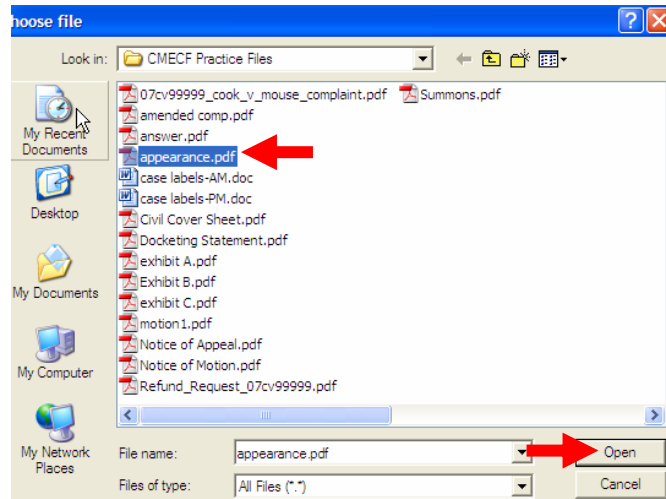 hoose file
Look in: CMECF Practice Files
My Recent
Documents
Desktop
My Documents
My Computer
My Network
Places
07cv99999_cook_v_mouse_complaint.pdf
amended comp.pdf
answer.pdf
appearance.pdf
case labels-AM.doc
case labels-PM.doc
Civil Cover Sheet.pdf
Docketing Statement.pdf
exhibit A.pdf
Exhibit B.pdf
exhibit C.pdf
motion1.pdf
Notice of Appeal.pdf
Notice of Motion.pdf
Refund_Request_07cv99999.pdf
Summons.pdf
File name: appearance.pdf Open
Files of type: All Files (*.*) Cancel